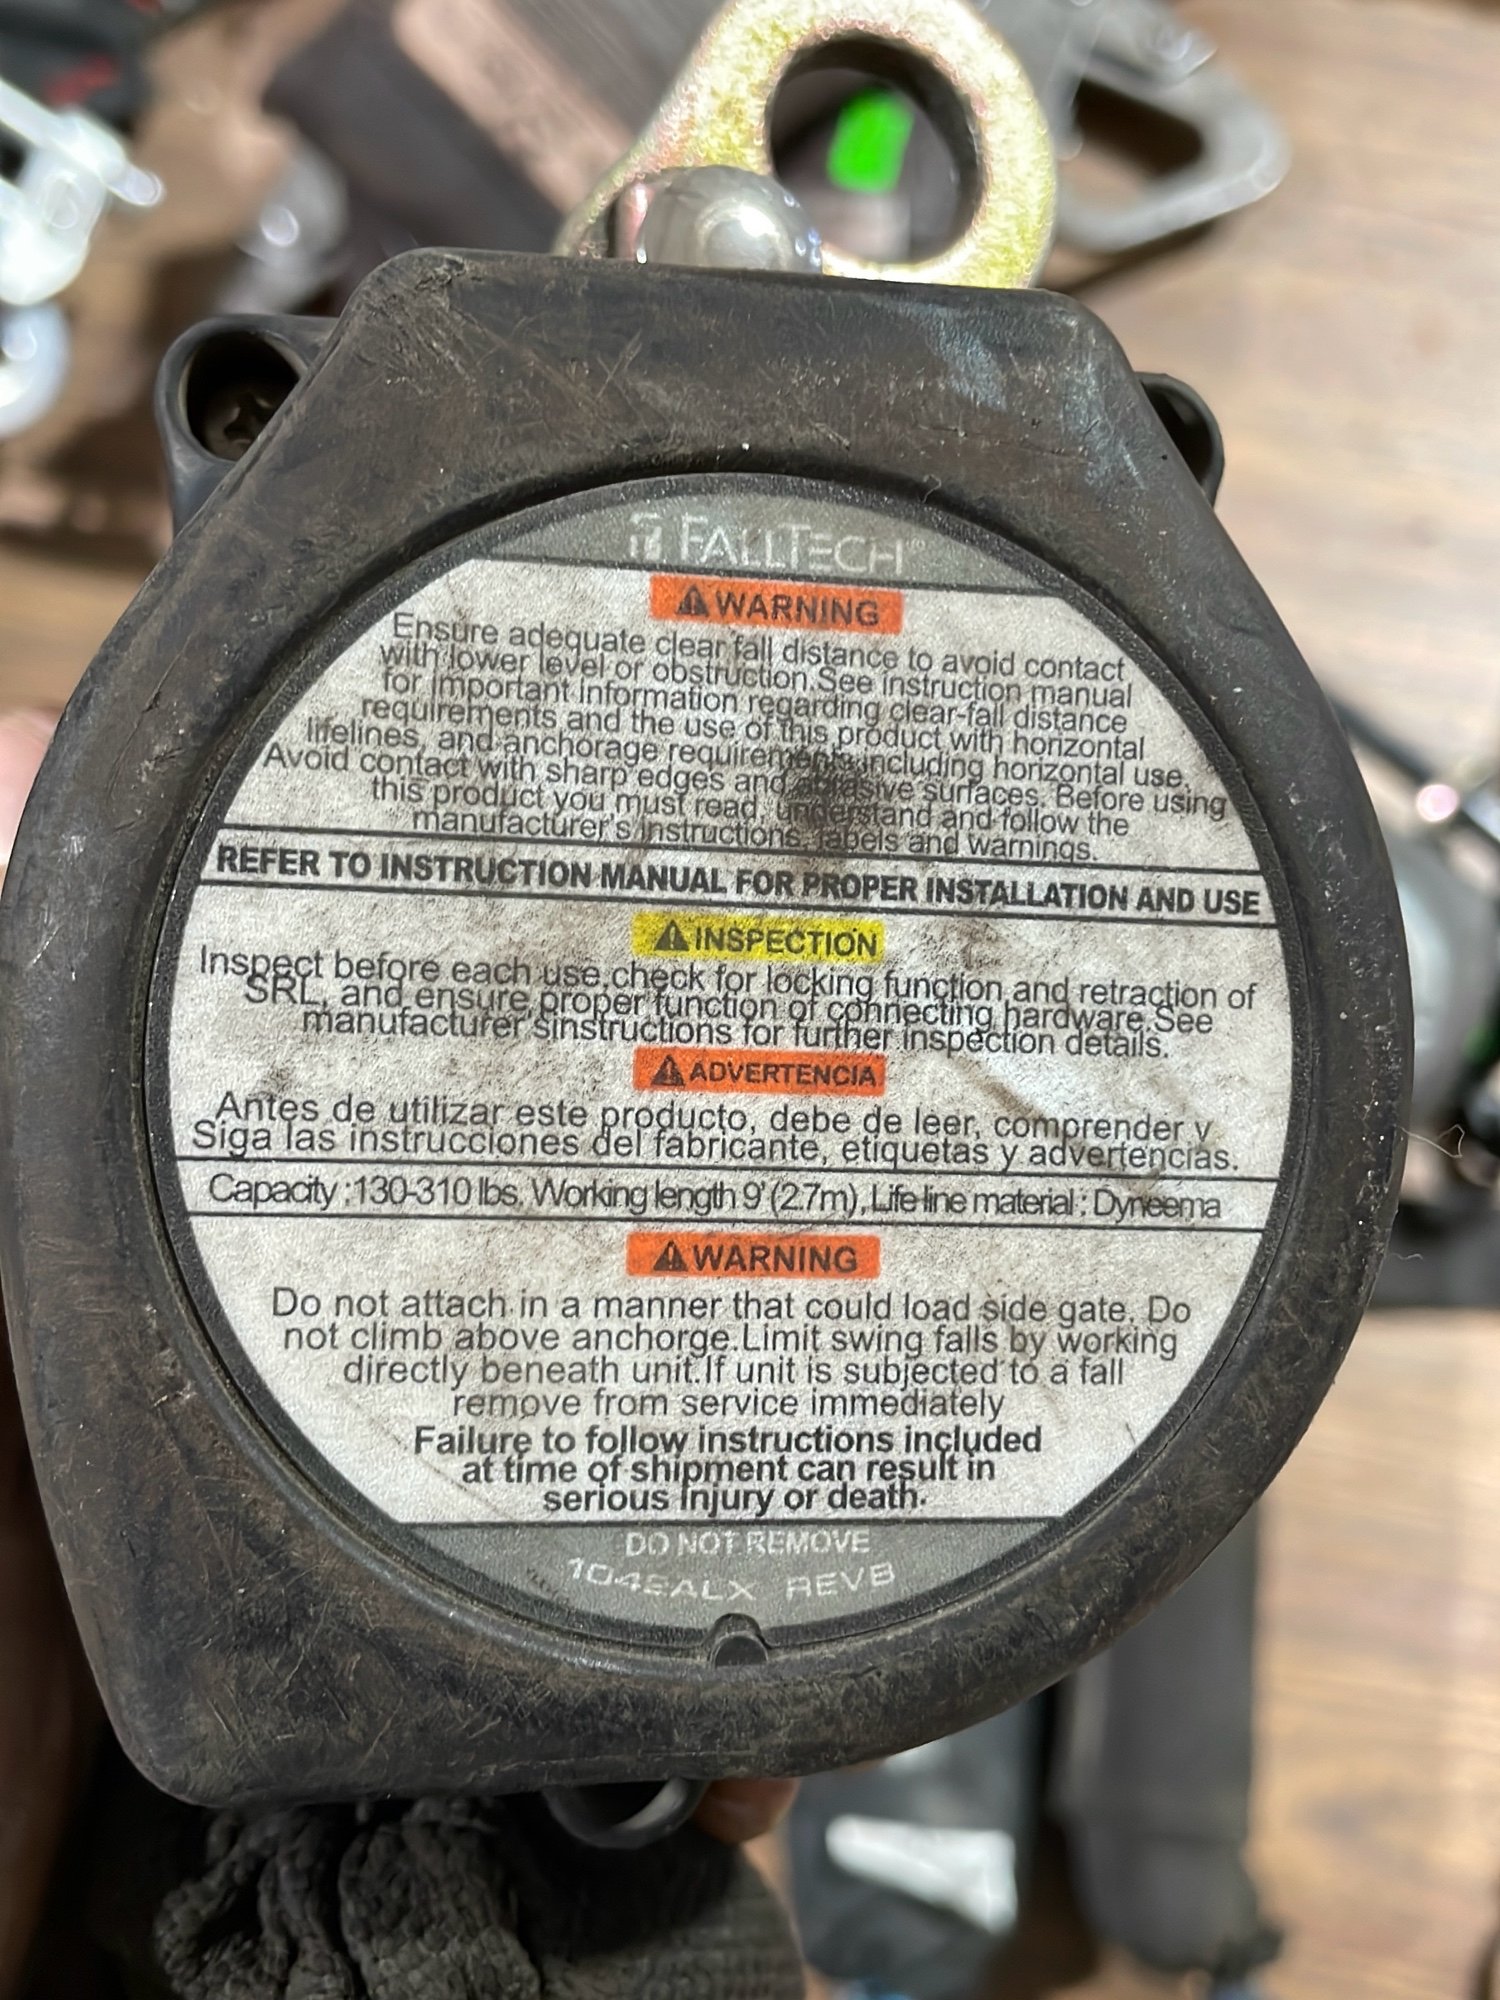 FALLTECH
WARNING
Ensure adequate clear fall distance to avoid contact
with lower level or obstruction.See instruction manual
for important information regarding clear-fall distance
requirements and the use of this product with horizontal
lifelines, and anchorage requirements including horizontal use.
Avoid contact with sharp edges and abrasive surfaces. Before using
this product you must read, understand and follow the
manufacturer's instructions, labels and warnings.
REFER TO INSTRUCTION MANUAL FOR PROPER INSTALLATION AND USE
INSPECTION
Inspect before each use,check for locking function and retraction of
SRL, and ensure proper function of connecting hardware.See
manufacturer'sinstructions for further inspection details.
ADVERTENCIA
Antes de utilizar este producto, debe de leer, comprender y
Siga las instrucciones del fabricante, etiquetas y advertencias.
Capacity : 130-310 lbs, Working length 9' (2.7m), Life line material : Dyneema
WARNING
Do not attach in a manner that could load side gate. Do
not climb above anchorge.Limit swing falls by working
directly beneath unit.If unit is subjected to a fall
remove from service immediately
Failure to follow instructions included
at time of shipment can result in
serious injury or death.
DO NOT REMOVE
REVB